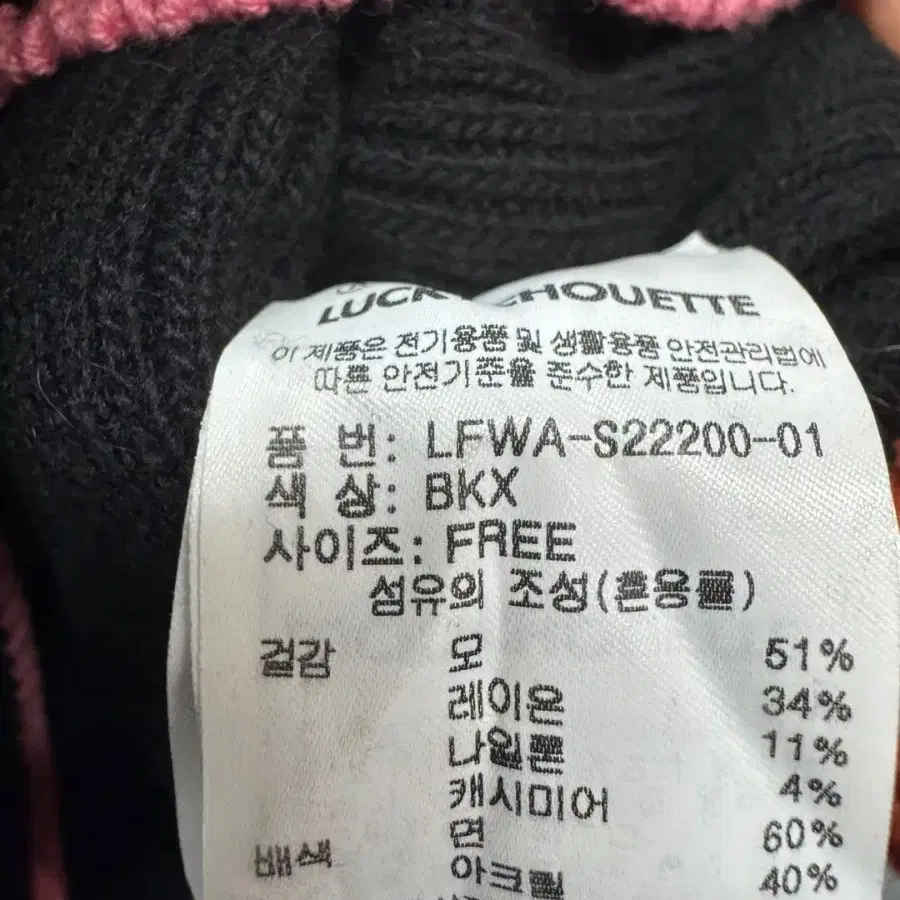 LUCKY CHOUETTE
이 제품은 전기용품 및 생활용품 안전관리법에
따른 안전기준을 준수한 제품입니다.
품 번: LFWA-S22200-01
색 상: BKX
사이즈: FREE
섬유의 조성(혼용률)
겉감 모 51%
레이온 34%
나일론 11%
캐시미어 4%
배색 면 60%
아크릴 40%